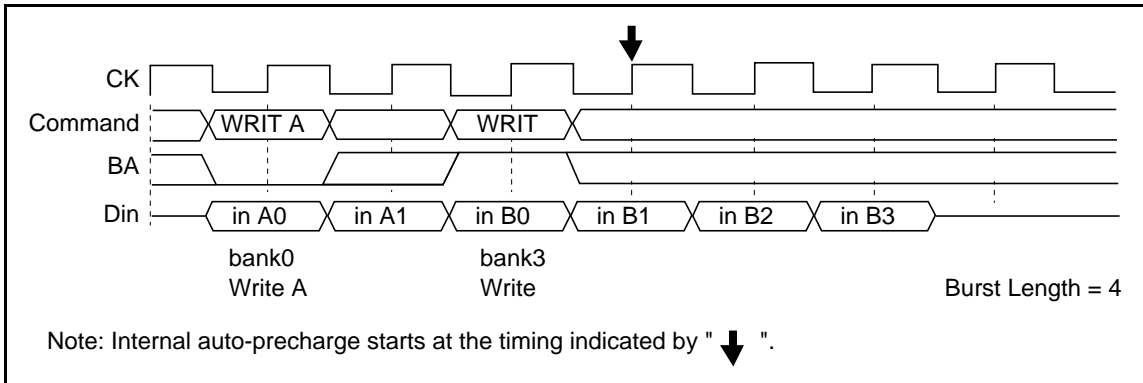 CK
Command WRIT A WRIT
BA
Din in A0 in A1 in B0 in B1 in B2 in B3
bank0 bank3
Write A Write Burst Length = 4
Note: Internal auto-precharge starts at the timing indicated by " ".